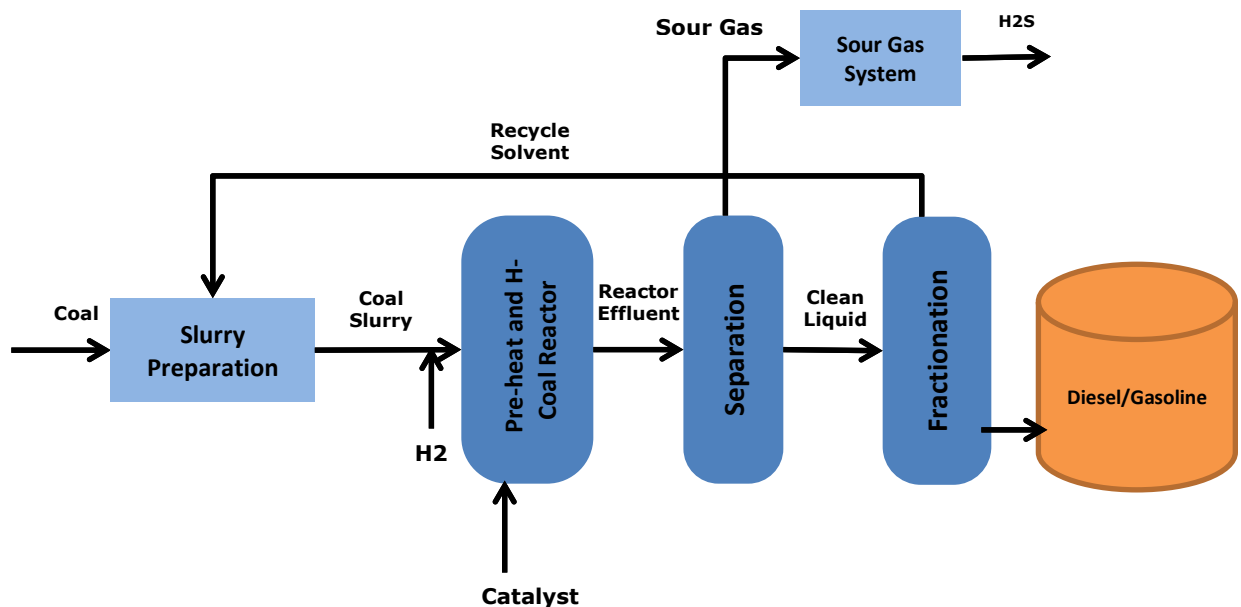 Sour Gas
Sour Gas
System
H2S
Recycle
Solvent
Coal
Slurry
Preparation
Coal
Slurry
H2
Pre-heat and H-
Coal Reactor
Catalyst
Reactor
Effluent
Separation
Clean
Liquid
Fractionation
Diesel/Gasoline